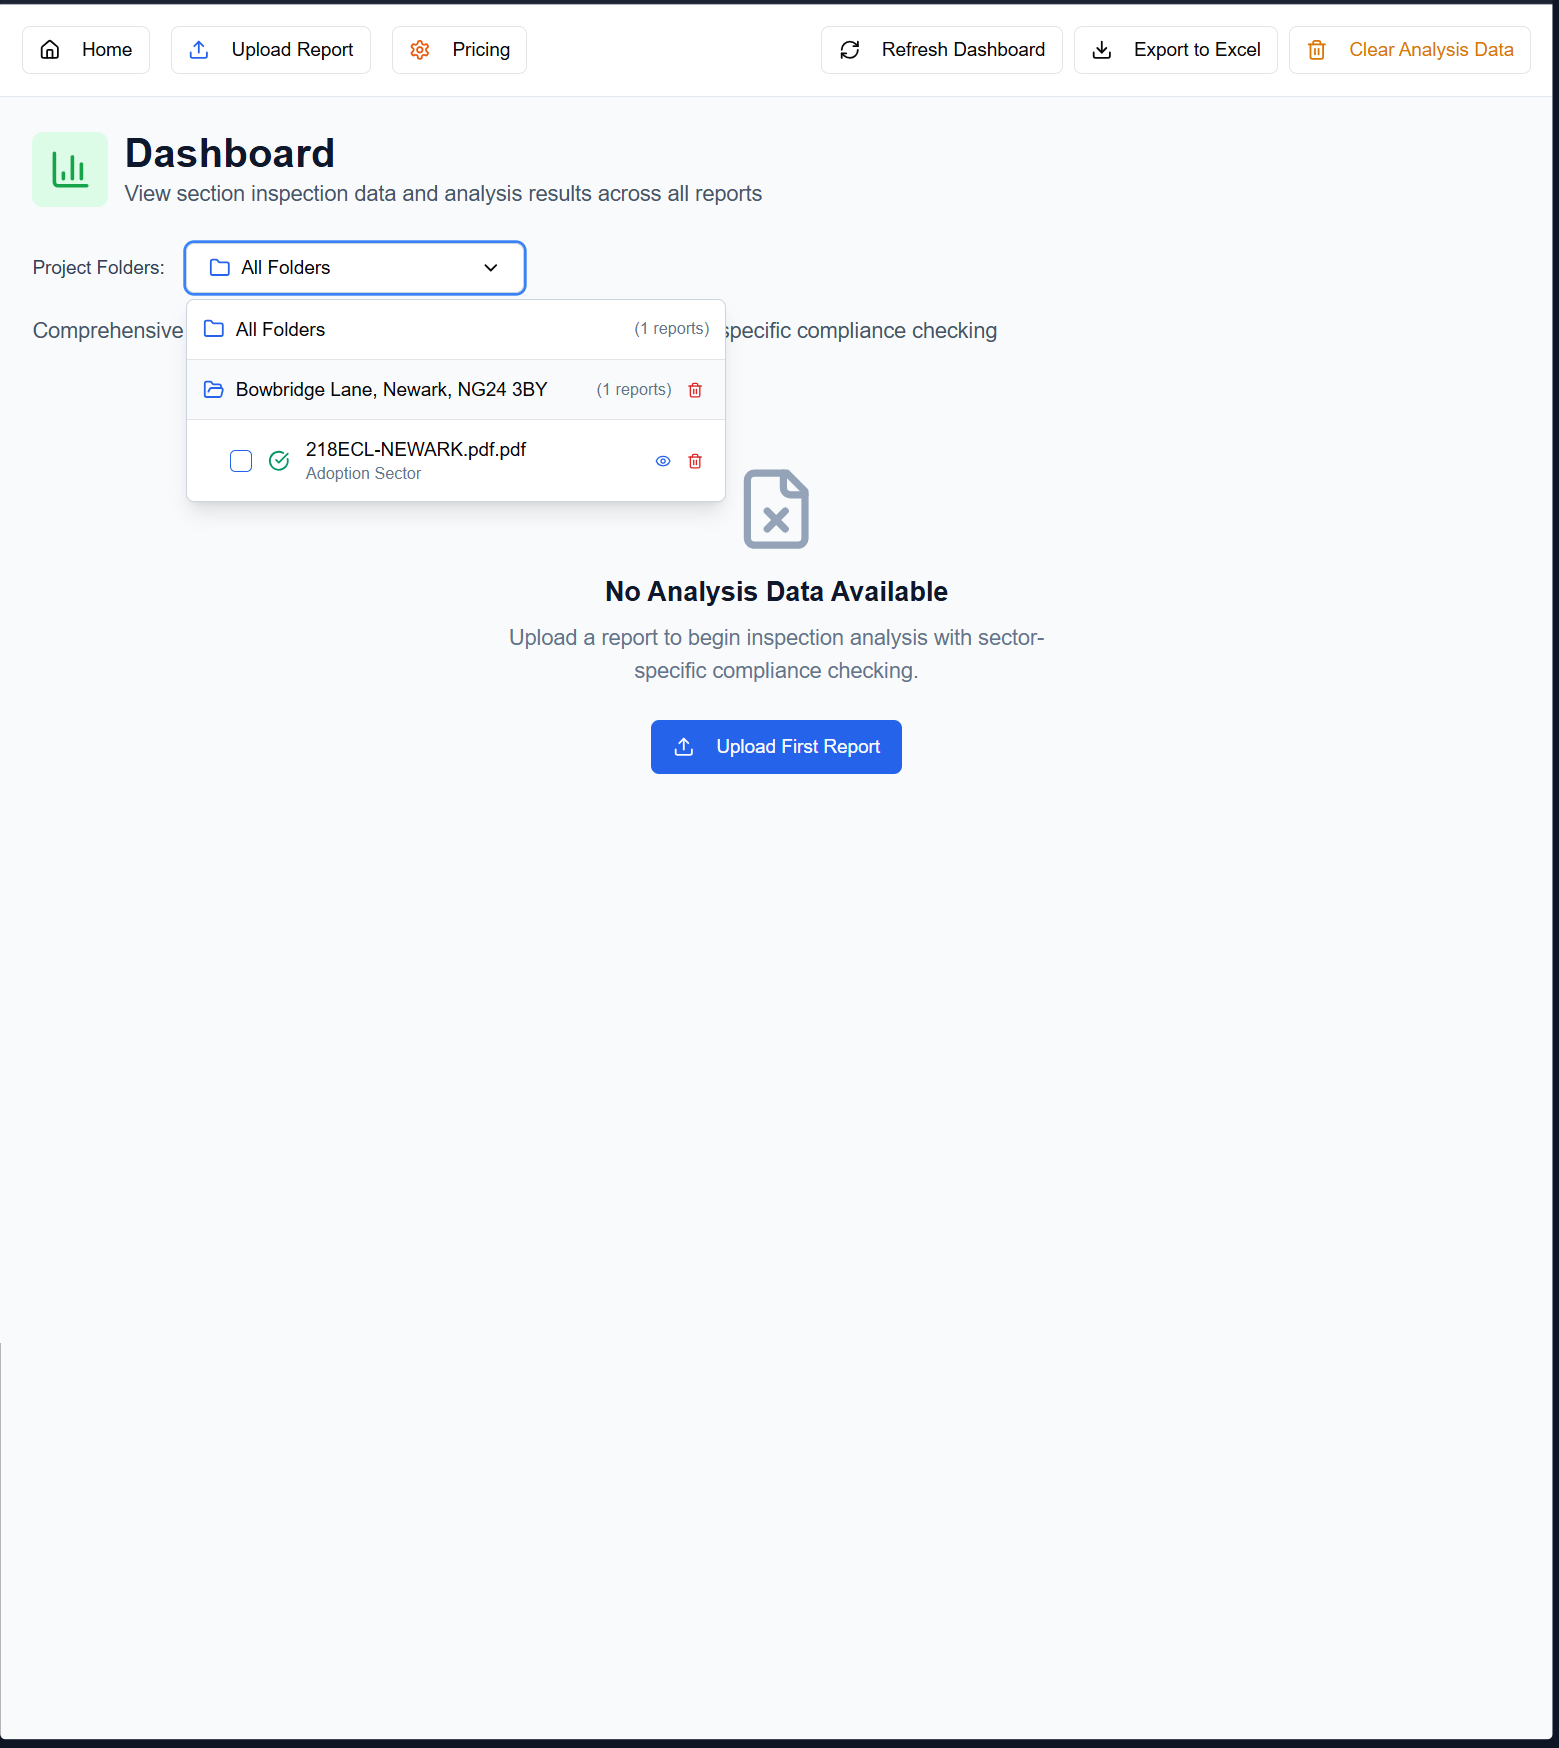 Home Upload Report Pricing Refresh Dashboard Export to Excel Clear Analysis Data
Dashboard
View section inspection data and analysis results across all reports
Project Folders: All Folders
All Folders (1 reports)
Comprehensive specific compliance checking
Bowbridge Lane, Newark, NG24 3BY (1 reports)
218ECL-NEWARK.pdf.pdf
Adoption Sector
No Analysis Data Available
Upload a report to begin inspection analysis with sector-
specific compliance checking.
Upload First Report